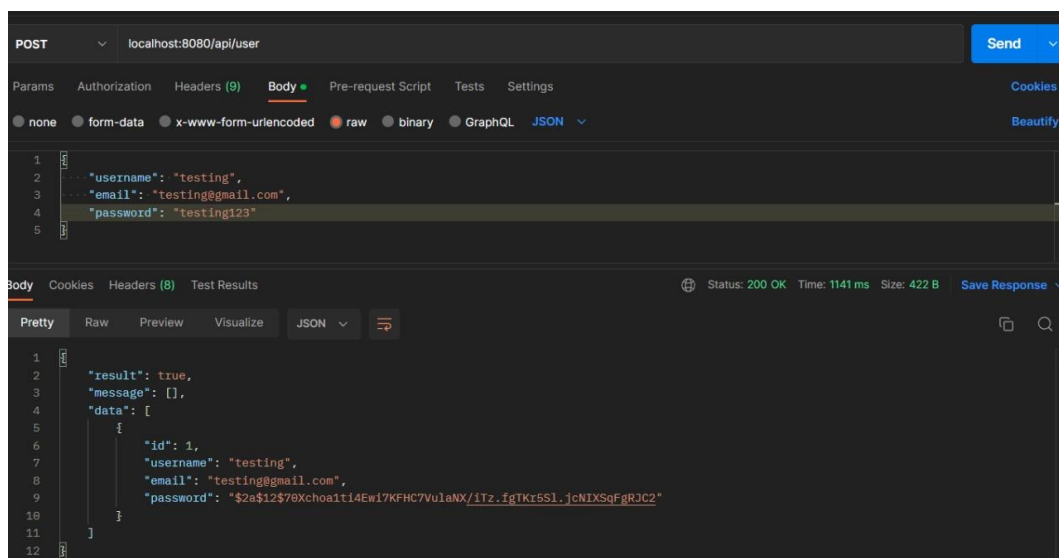 POST localhost:8080/api/user Send
Params Authorization Headers (9) Body Pre-request Script Tests Settings Cookies
none form-data x-www-form-urlencoded raw binary GraphQL JSON Beautify
1 {
2 "username": "testing",
3 "email": "testing@gmail.com",
4 "password": "testing123"
5 }
Body Cookies Headers (8) Test Results Status: 200 OK Time: 1141 ms Size: 422 B Save Response
Pretty Raw Preview Visualize JSON
1 {
2 "result": true,
3 "message": [],
4 "data": [
5 {
6 "id": 1,
7 "username": "testing",
8 "email": "testing@gmail.com",
9 "password": "$2a$12$70Xchoa1ti4Ewi7KFHC7VulaNX/iTz.fgTKr5Sl.jcNIXSqFgRJC2"
10 }
11 ]
12 }